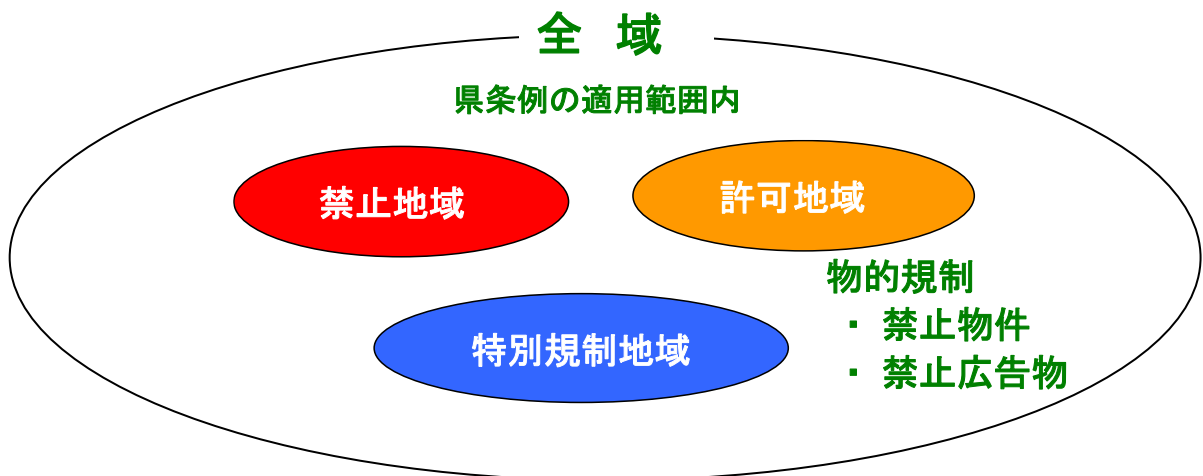 全　域
県条例の適用範囲内
禁止地域
許可地域
物的規制
・ 禁止物件
・ 禁止広告物
特別規制地域